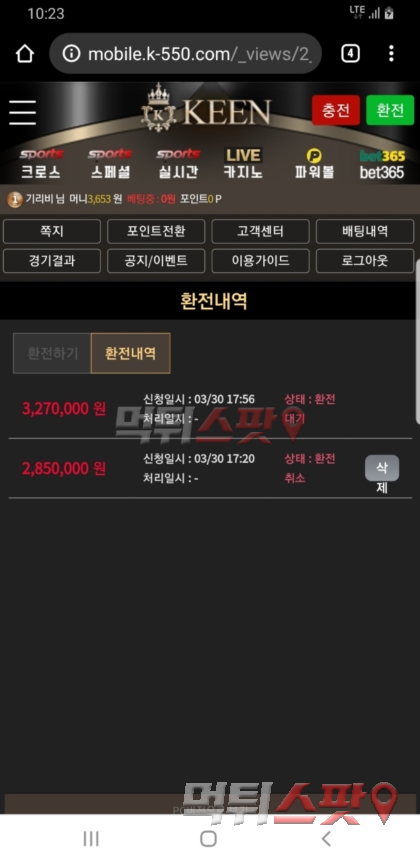 10:23
LTE
mobile.k-550.com/_views/2_
4
K
KEEN
충전
환전
sports 크로스
sports 스페셜
sports 실시간
LIVE 카지노
P 파워볼
bet365 bet365
기리비 님 머니3,653 원 베팅중 : 0원 포인트0 P
쪽지 포인트전환 고객센터 배팅내역
경기결과 공지/이벤트 이용가이드 로그아웃
환전내역
환전하기 환전내역
3,270,000 원
신청일시 : 03/30 17:56
처리일시 : -
상태 : 환전
대기
먹튀스팟
2,850,000 원
신청일시 : 03/30 17:20
처리일시 : -
상태 : 환전
취소
삭
제
먹튀스팟